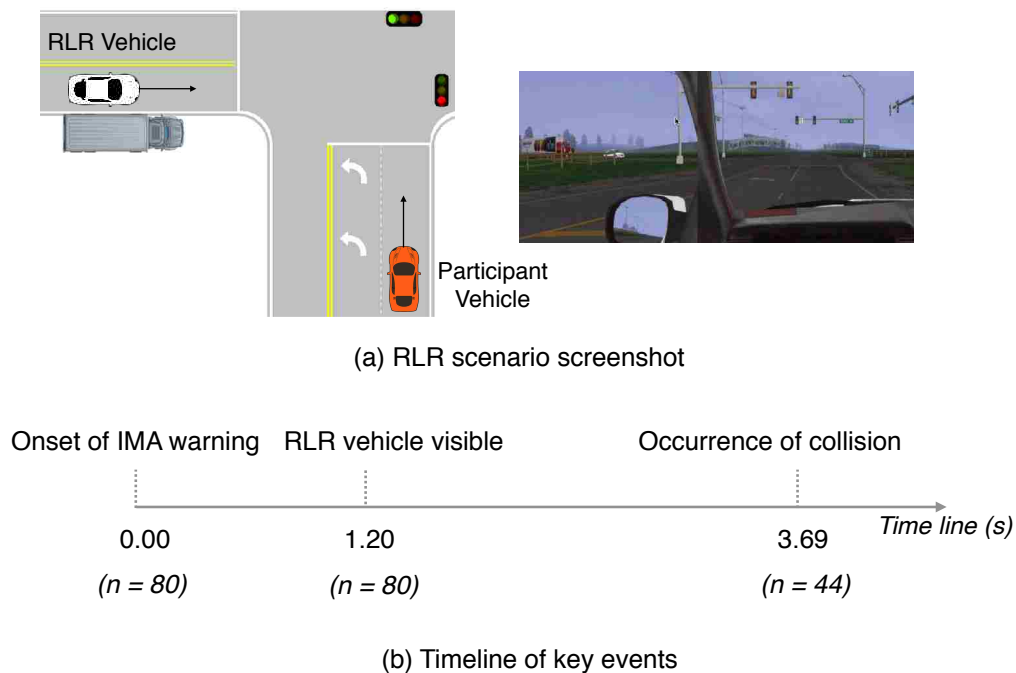 RLR Vehicle
Participant
Vehicle
(a) RLR scenario screenshot
Onset of IMA warning RLR vehicle visible Occurrence of collision
Time line (s)
0.00 1.20 3.69
(n = 80) (n = 80) (n = 44)
(b) Timeline of key events